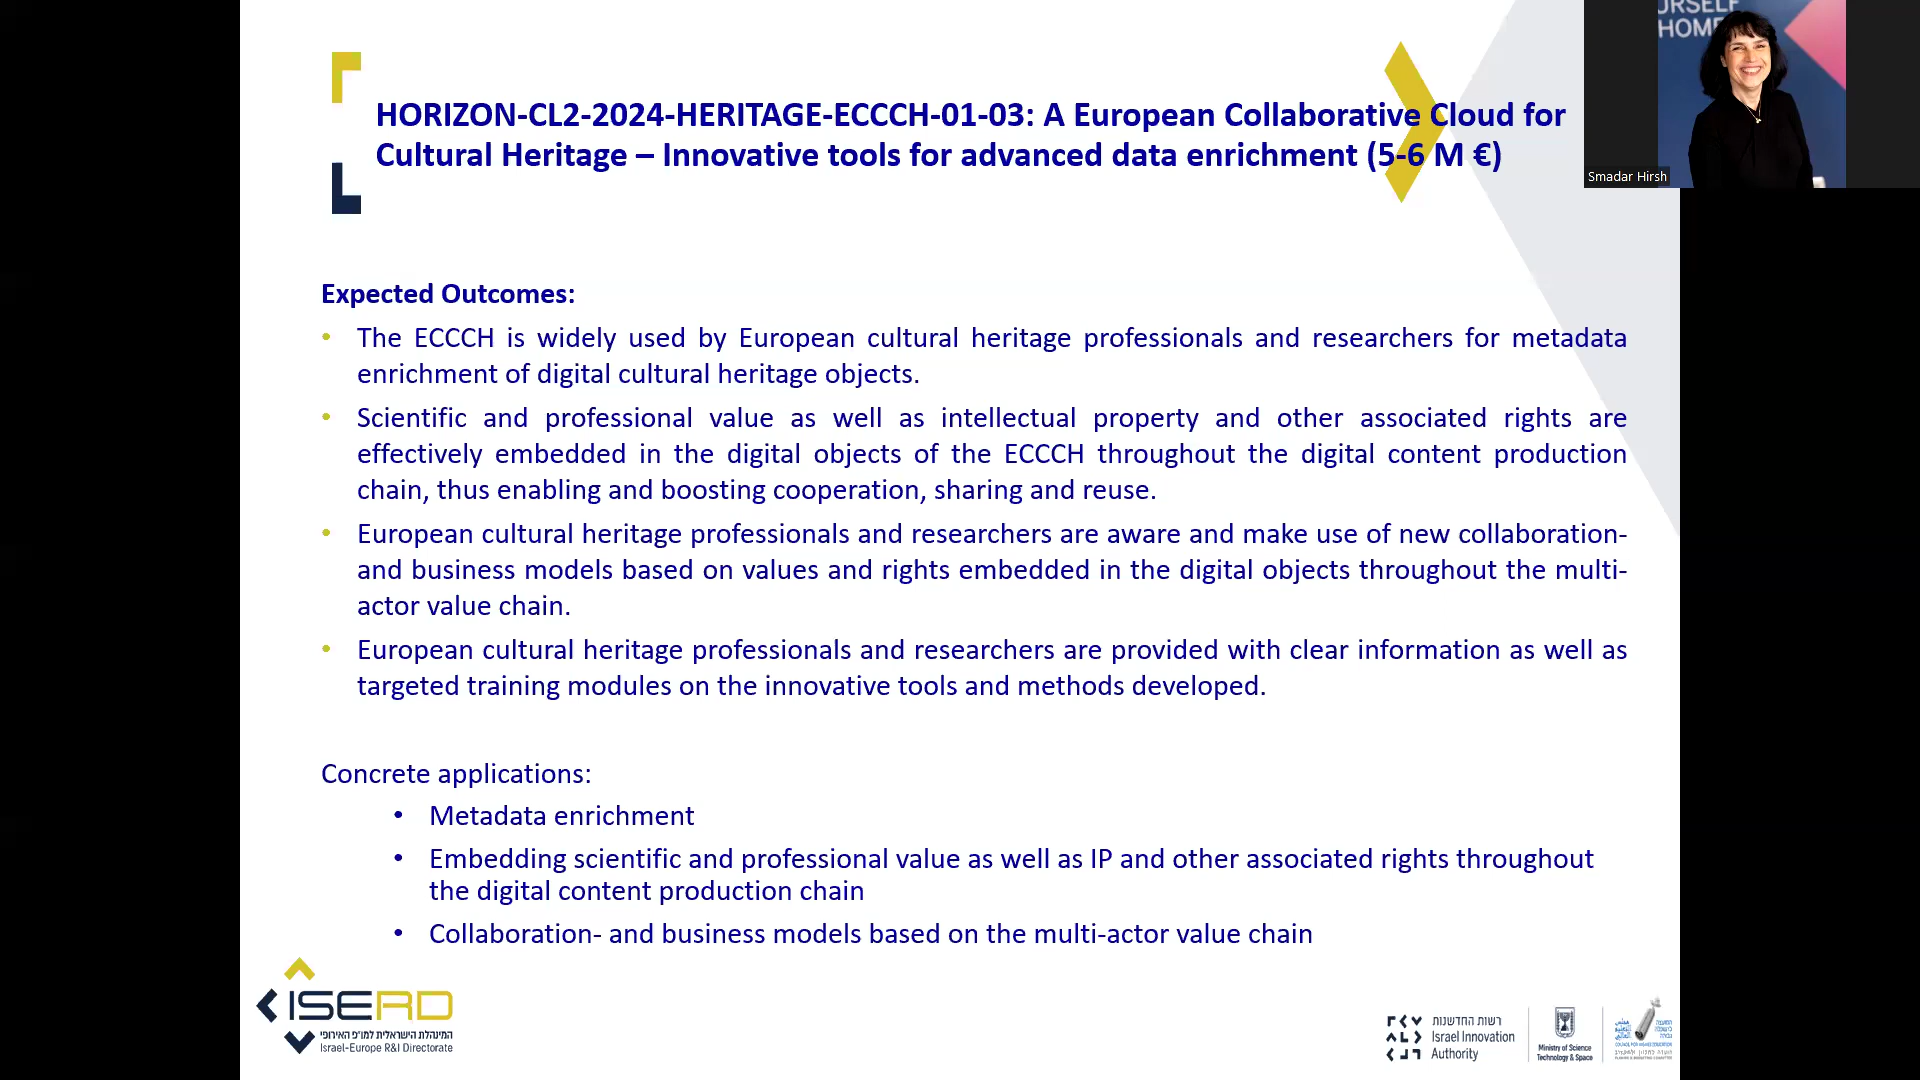 URSELF
HOME
Smadar Hirsh
HORIZON-CL2-2024-HERITAGE-ECCCH-01-03: A European Collaborative Cloud for
Cultural Heritage – Innovative tools for advanced data enrichment (5-6 M €)
Expected Outcomes:
• The ECCCH is widely used by European cultural heritage professionals and researchers for metadata
enrichment of digital cultural heritage objects.
• Scientific and professional value as well as intellectual property and other associated rights are
effectively embedded in the digital objects of the ECCCH throughout the digital content production
chain, thus enabling and boosting cooperation, sharing and reuse.
• European cultural heritage professionals and researchers are aware and make use of new collaboration-
and business models based on values and rights embedded in the digital objects throughout the multi-
actor value chain.
• European cultural heritage professionals and researchers are provided with clear information as well as
targeted training modules on the innovative tools and methods developed.
Concrete applications:
• Metadata enrichment
• Embedding scientific and professional value as well as IP and other associated rights throughout
the digital content production chain
• Collaboration- and business models based on the multi-actor value chain
ISERD
המינהלת הישראלית למו"פ האירופי
Israel-Europe R&I Directorate
רשות החדשנות
Israel Innovation
Authority
Ministry of Science
Technology & Space